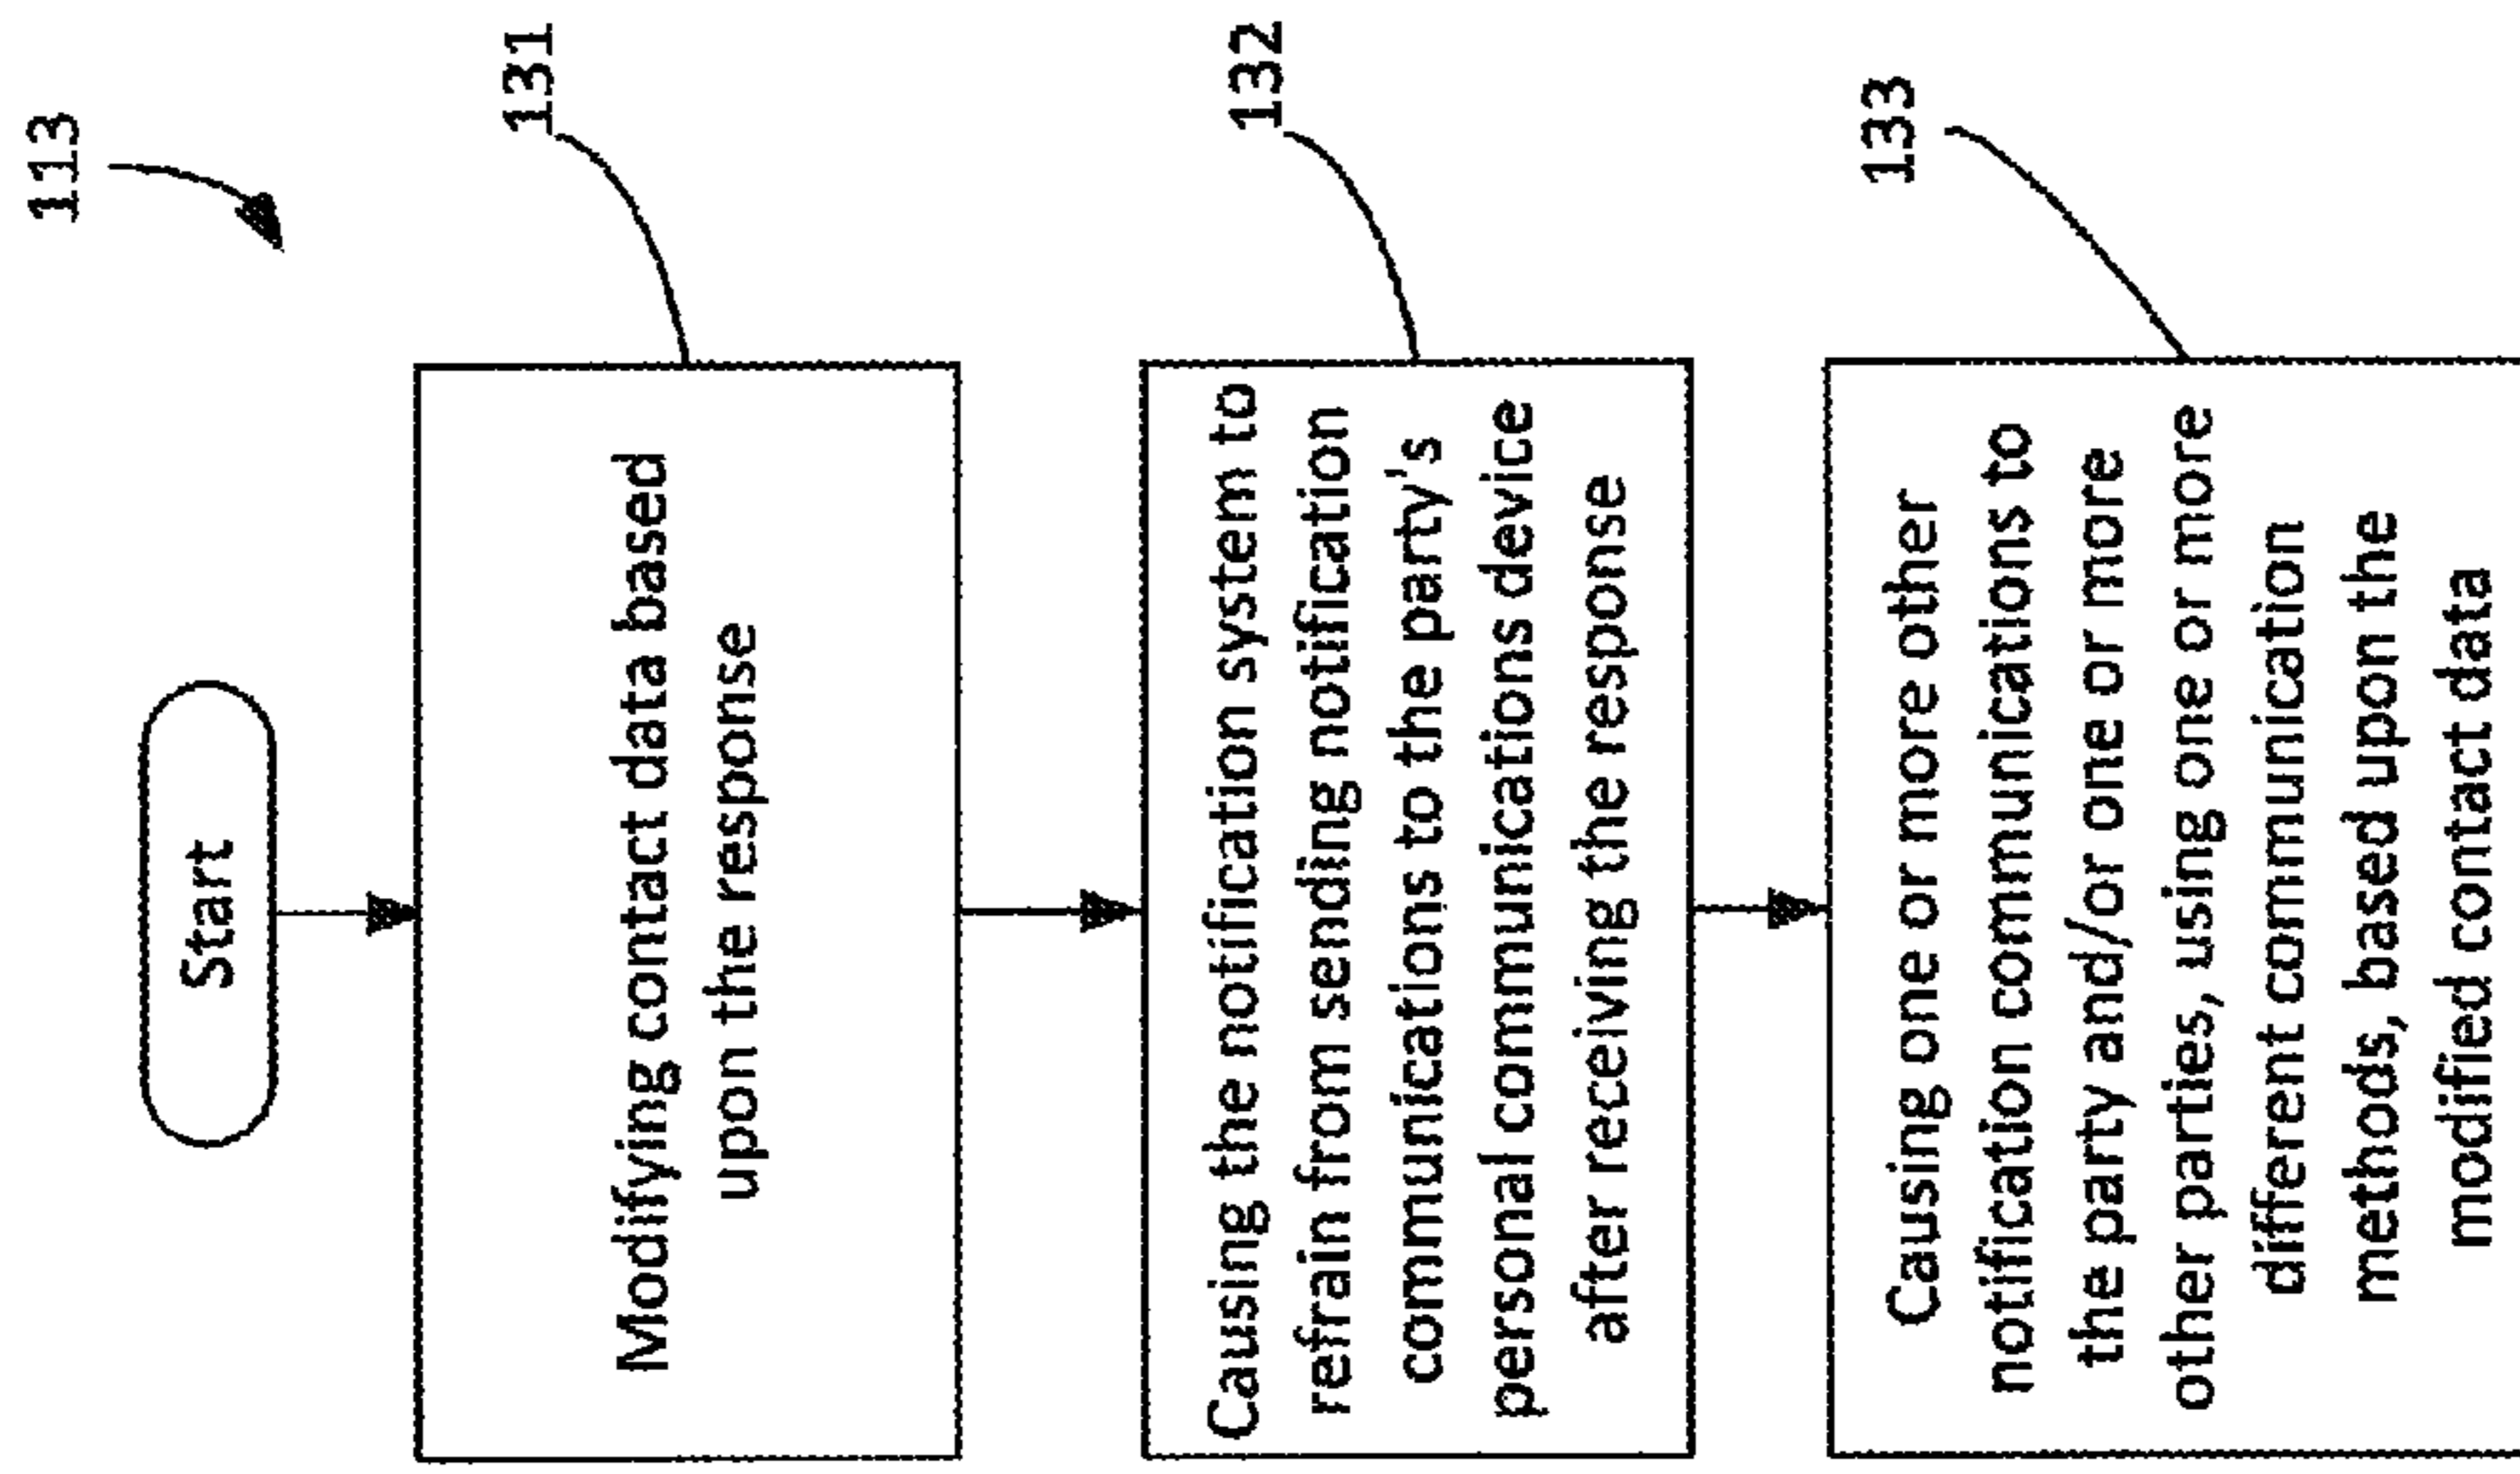 113
Start
131
Modifying contact data based
upon the response
132
Causing the notification system to
refrain from sending notification
communications to the party's
personal communications device
after receiving the response
133
Causing one or more other
notification communications to
the party and/or one or more
other parties, using one or more
different communication
methods, based upon the
modified contact data